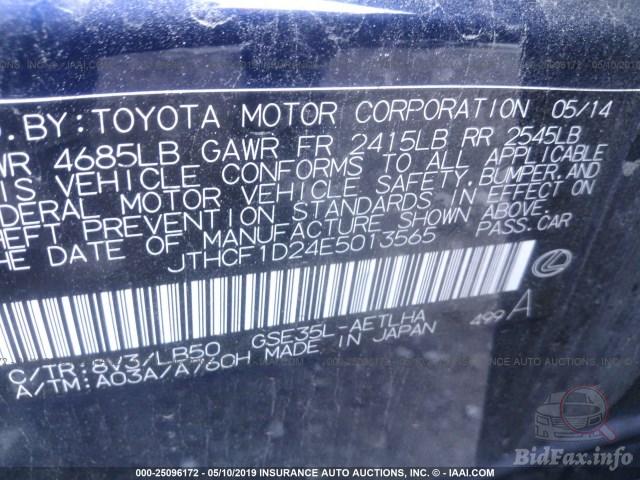 D.BY:TOYOTA MOTOR CORPORATION 05/14
WR 4685LB GAWR FR 2415LB RR 2545LB
IS VEHICLE CONFORMS TO ALL APPLICABLE
DERAL MOTOR VEHICLE SAFETY, BUMPER, AND
HEFT PREVENTION STANDARDS IN EFFECT ON
HE DATE OF MANUFACTURE SHOWN ABOVE.
JTHCF1D24E5013565 PASS.CAR
C/TR:8V3/LB50 GSE35L-AETLHA 499 A
A/TM:A03A/A760H MADE IN JAPAN
BidFax.info
000-25096172 - 05/10/2019 INSURANCE AUTO AUCTIONS, INC. - © IAAI.COM